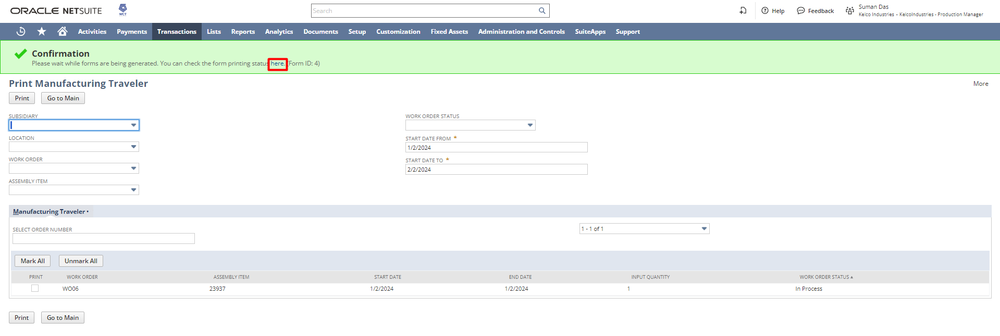 ORACLE NETSUITE
WCT
Search
Help
Feedback
Suman Das
Kelco Industries - KelcoIndustries - Production Manager
Activities Payments Transactions Lists Reports Analytics Documents Setup Customization Fixed Assets Administration and Controls SuiteApps Support
Confirmation
Please wait while forms are being generated. You can check the form printing status here. (Form ID: 4)
Print Manufacturing Traveler
More
Print Go to Main
SUBSIDIARY
LOCATION
WORK ORDER
ASSEMBLY ITEM
WORK ORDER STATUS
START DATE FROM *
1/2/2024
START DATE TO *
2/2/2024
Manufacturing Traveler •
SELECT ORDER NUMBER
1 - 1 of 1
Mark All Unmark All
PRINT WORK ORDER ASSEMBLY ITEM START DATE END DATE INPUT QUANTITY WORK ORDER STATUS ▲
WO06 23937 1/2/2024 1/2/2024 1 In Process
Print Go to Main